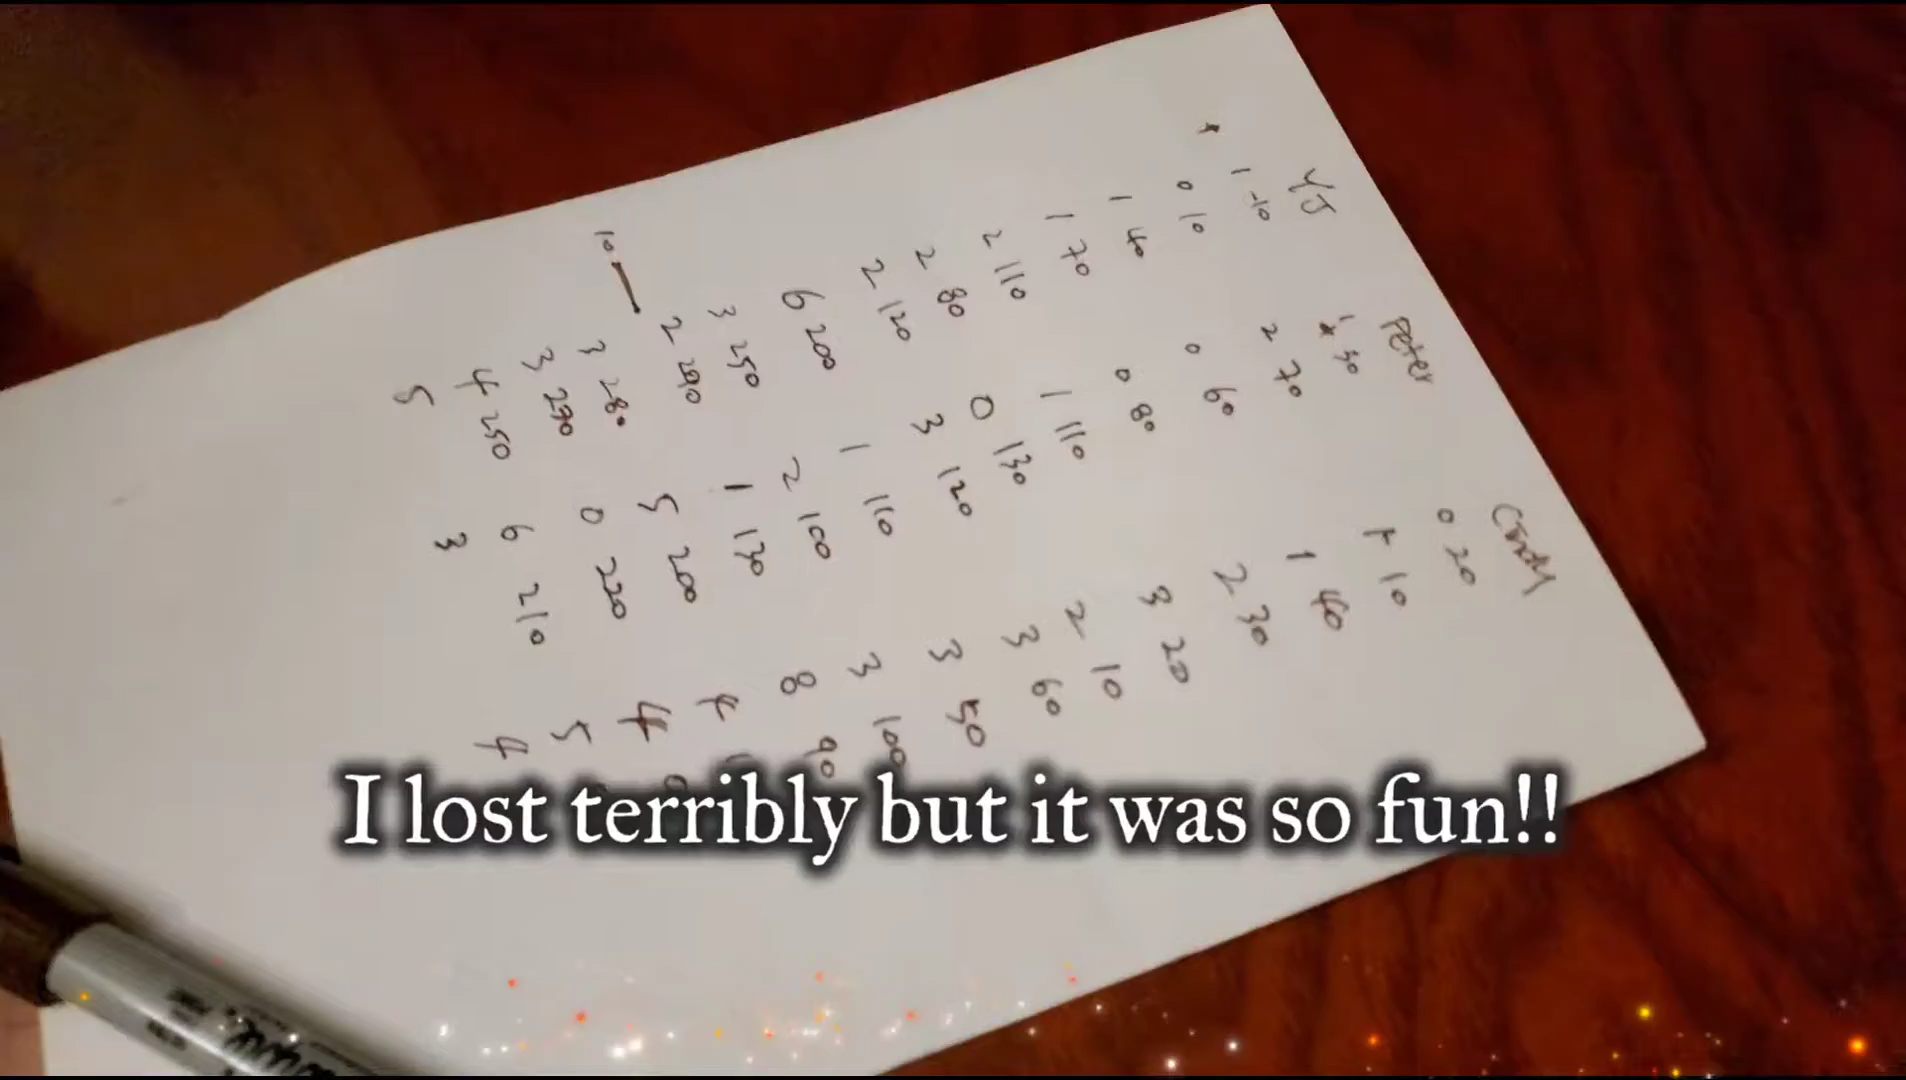 YJ Peter Cindy
1 -10 1 30 0 20
0 10 2 70 1 10
1 40 0 60 1 40
1 70 0 80 2 30
2 110 1 110 3 20
2 80 0 130 2 10
2 120 3 120 3 60
6 200 1 110 3 50
3 250 2 100 3 100
10 2 290 1 130 8 90
3 280 5 200 4
3 270 0 220 4
4 250 6 210 5
5 3 4
I lost terribly but it was so fun!!